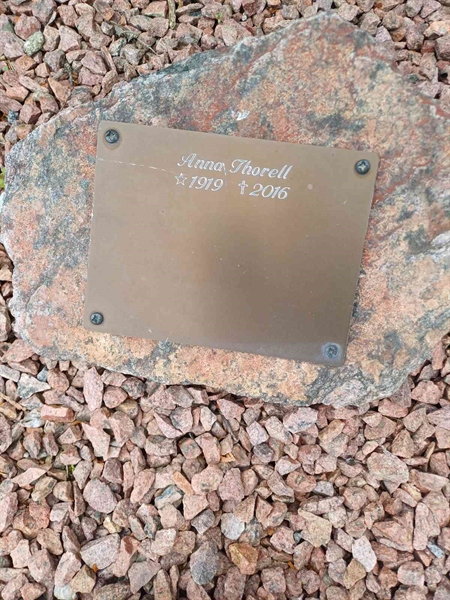 Anna Thorell
☆ 1919 † 2016